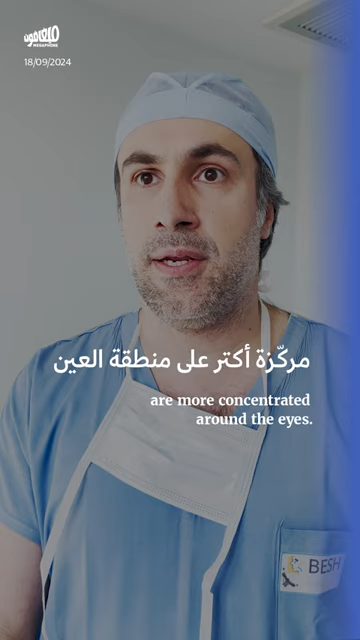 ميغافون
MEGAPHONE
18/09/2024
مركّزة أكتر على منطقة العين
are more concentrated
around the eyes.
BESH